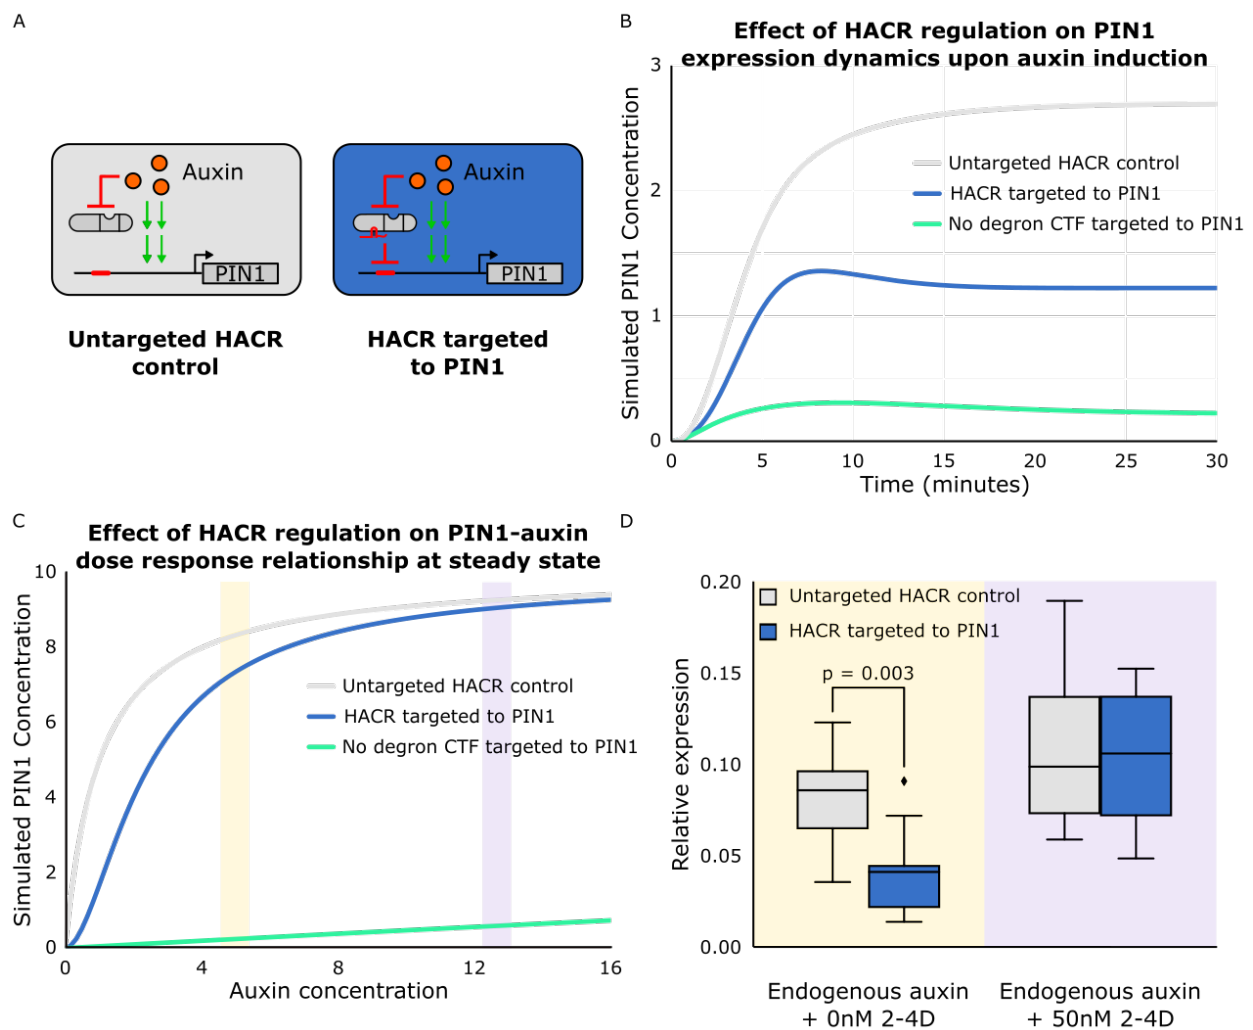 A
Auxin
PIN1
Untargeted HACR
control
Auxin
PIN1
HACR targeted
to PIN1
B
Effect of HACR regulation on PIN1
expression dynamics upon auxin induction
Simulated PIN1 Concentration
3
2
1
0
Untargeted HACR control
HACR targeted to PIN1
No degron CTF targeted to PIN1
0 5 10 15 20 25 30
Time (minutes)
C
Effect of HACR regulation on PIN1-auxin
dose response relationship at steady state
Simulated PIN1 Concentration
10
8
6
4
2
0
Untargeted HACR control
HACR targeted to PIN1
No degron CTF targeted to PIN1
0 4 8 12 16
Auxin concentration
D
Relative expression
0.20
0.15
0.10
0.05
0.00
Untargeted HACR control
HACR targeted to PIN1
p = 0.003
Endogenous auxin
+ 0nM 2-4D
Endogenous auxin
+ 50nM 2-4D